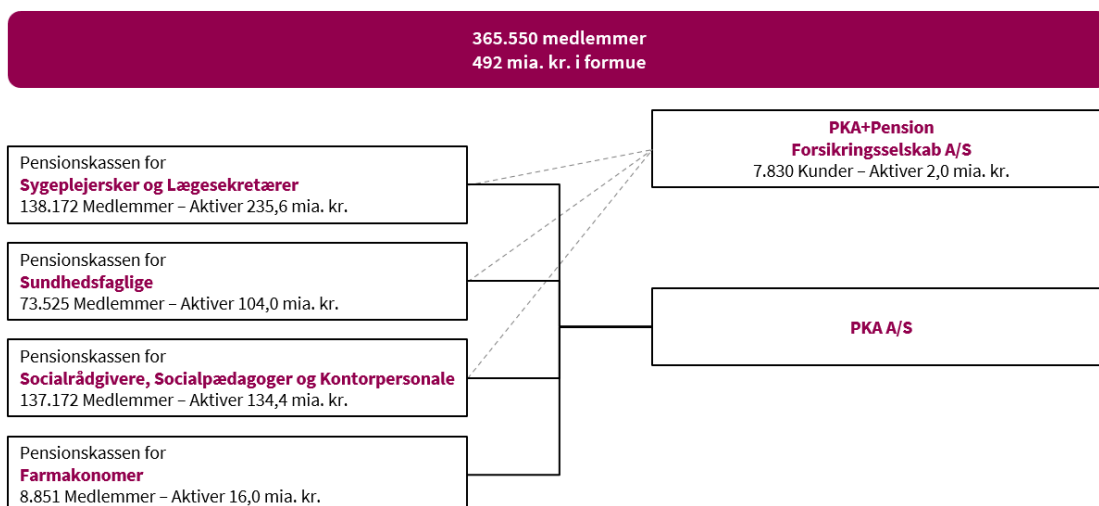 365.550 medlemmer
492 mia. kr. i formue
Pensionskassen for
Sygeplejersker og Lægesekretærer
138.172 Medlemmer – Aktiver 235,6 mia. kr.
Pensionskassen for
Sundhedsfaglige
73.525 Medlemmer – Aktiver 104,0 mia. kr.
Pensionskassen for
Socialrådgivere, Socialpædagoger og Kontorpersonale
137.172 Medlemmer – Aktiver 134,4 mia. kr.
Pensionskassen for
Farmakonomer
8.851 Medlemmer – Aktiver 16,0 mia. kr.
PKA+Pension
Forsikringsselskab A/S
7.830 Kunder – Aktiver 2,0 mia. kr.
PKA A/S